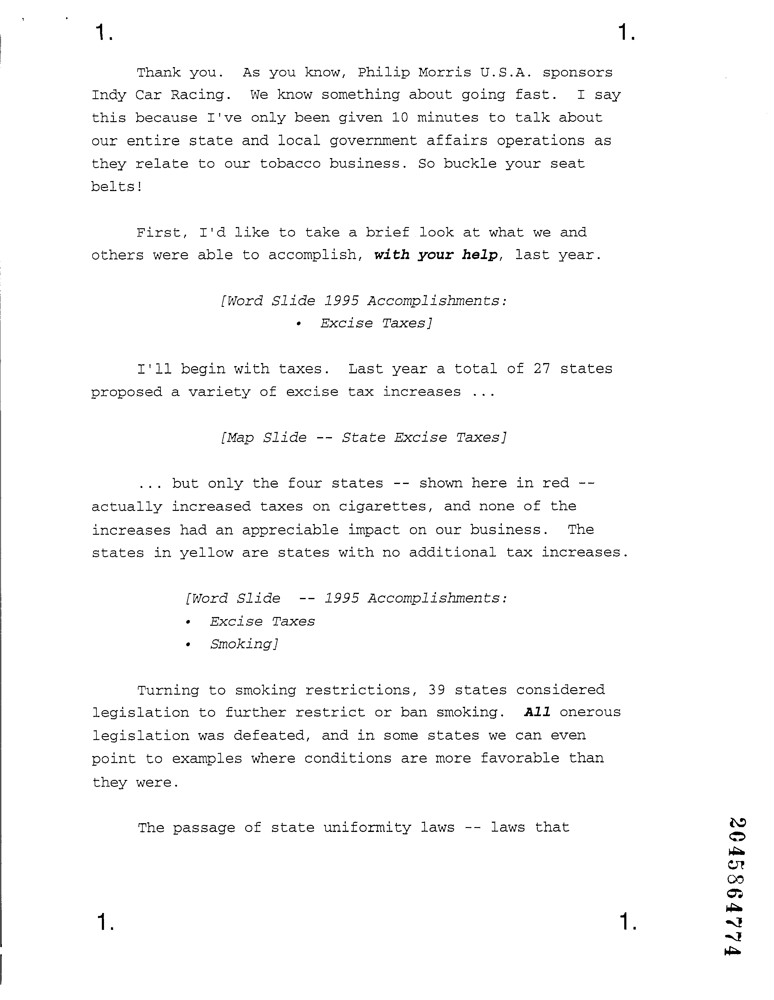 1. 1.
Thank you. As you know, Philip Morris U.S.A. sponsors
Indy Car Racing. We know something about going fast. I say
this because I've only been given 10 minutes to talk about
our entire state and local government affairs operations as
they relate to our tobacco business. So buckle your seat
belts!
First, I'd like to take a brief look at what we and
others were able to accomplish, with your help, last year.
[Word Slide 1995 Accomplishments:
• Excise Taxes]
I'll begin with taxes. Last year a total of 27 states
proposed a variety of excise tax increases ...
[Map Slide -- State Excise Taxes]
... but only the four states -- shown here in red --
actually increased taxes on cigarettes, and none of the
increases had an appreciable impact on our business. The
states in yellow are states with no additional tax increases.
[Word Slide -- 1995 Accomplishments:
• Excise Taxes
• Smoking]
Turning to smoking restrictions, 39 states considered
legislation to further restrict or ban smoking. All onerous
legislation was defeated, and in some states we can even
point to examples where conditions are more favorable than
they were.
The passage of state uniformity laws -- laws that
1. 1.
2045864774